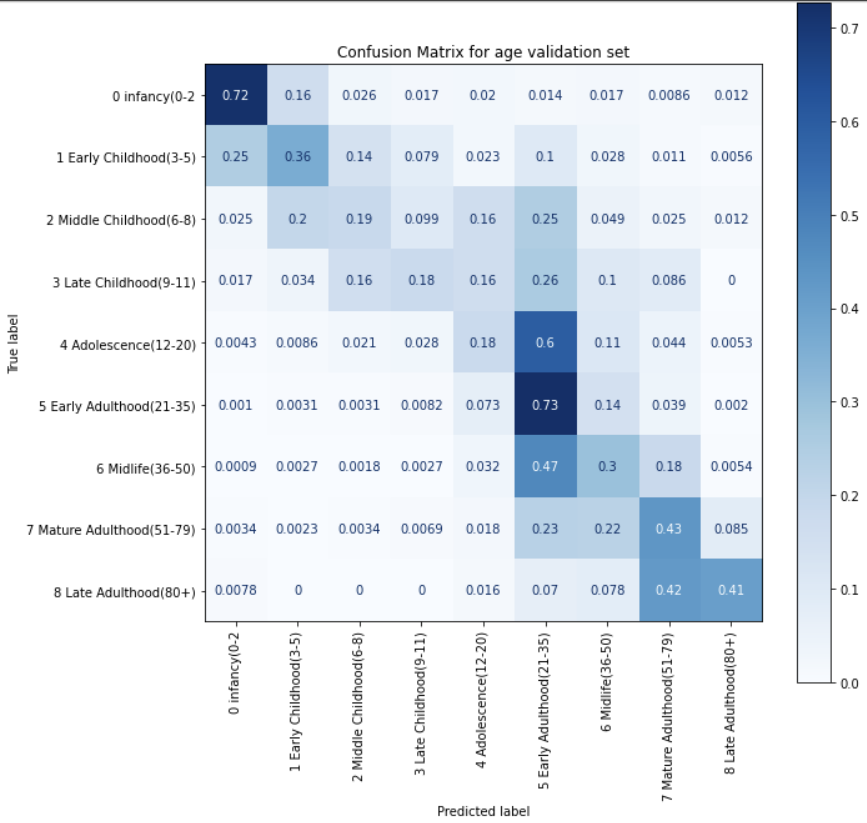 Confusion Matrix for age validation set
True label
0 infancy(0-2 0.72 0.16 0.026 0.017 0.02 0.014 0.017 0.0086 0.012
1 Early Childhood(3-5) 0.25 0.36 0.14 0.079 0.023 0.1 0.028 0.011 0.0056
2 Middle Childhood(6-8) 0.025 0.2 0.19 0.099 0.16 0.25 0.049 0.025 0.012
3 Late Childhood(9-11) 0.017 0.034 0.16 0.18 0.16 0.26 0.1 0.086 0
4 Adolescence(12-20) 0.0043 0.0086 0.021 0.028 0.18 0.6 0.11 0.044 0.0053
5 Early Adulthood(21-35) 0.001 0.0031 0.0031 0.0082 0.073 0.73 0.14 0.039 0.002
6 Midlife(36-50) 0.0009 0.0027 0.0018 0.0027 0.032 0.47 0.3 0.18 0.0054
7 Mature Adulthood(51-79) 0.0034 0.0023 0.0034 0.0069 0.018 0.23 0.22 0.43 0.085
8 Late Adulthood(80+) 0.0078 0 0 0 0.016 0.07 0.078 0.42 0.41
0 infancy(0-2
1 Early Childhood(3-5)
2 Middle Childhood(6-8)
3 Late Childhood(9-11)
4 Adolescence(12-20)
5 Early Adulthood(21-35)
6 Midlife(36-50)
7 Mature Adulthood(51-79)
8 Late Adulthood(80+)
Predicted label
0.7
0.6
0.5
0.4
0.3
0.2
0.1
0.0